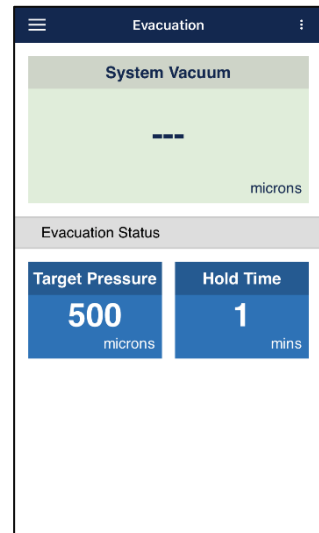 Evacuation
System Vacuum
---
microns
Evacuation Status
Target Pressure
500
microns
Hold Time
1
mins